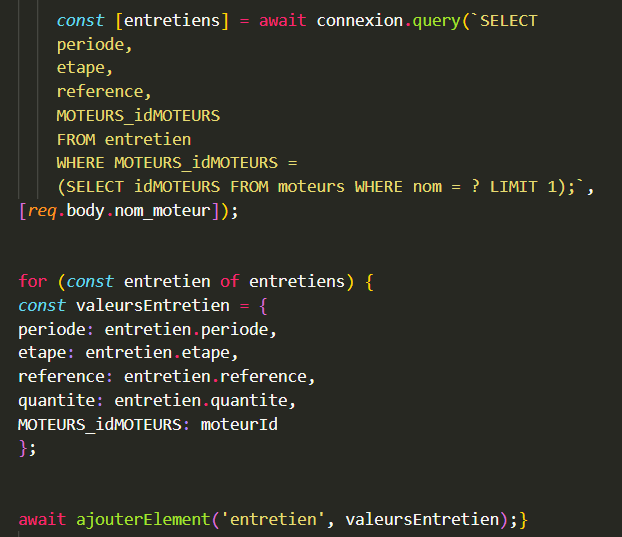 const [entretiens] = await connexion.query(`SELECT
periode,
etape,
reference,
MOTEURS_idMOTEURS
FROM entretien
WHERE MOTEURS_idMOTEURS =
(SELECT idMOTEURS FROM moteurs WHERE nom = ? LIMIT 1);`,
[req.body.nom_moteur]);
for (const entretien of entretiens) {
const valeursEntretien = {
periode: entretien.periode,
etape: entretien.etape,
reference: entretien.reference,
quantite: entretien.quantite,
MOTEURS_idMOTEURS: moteurId
};
await ajouterElement('entretien', valeursEntretien);}